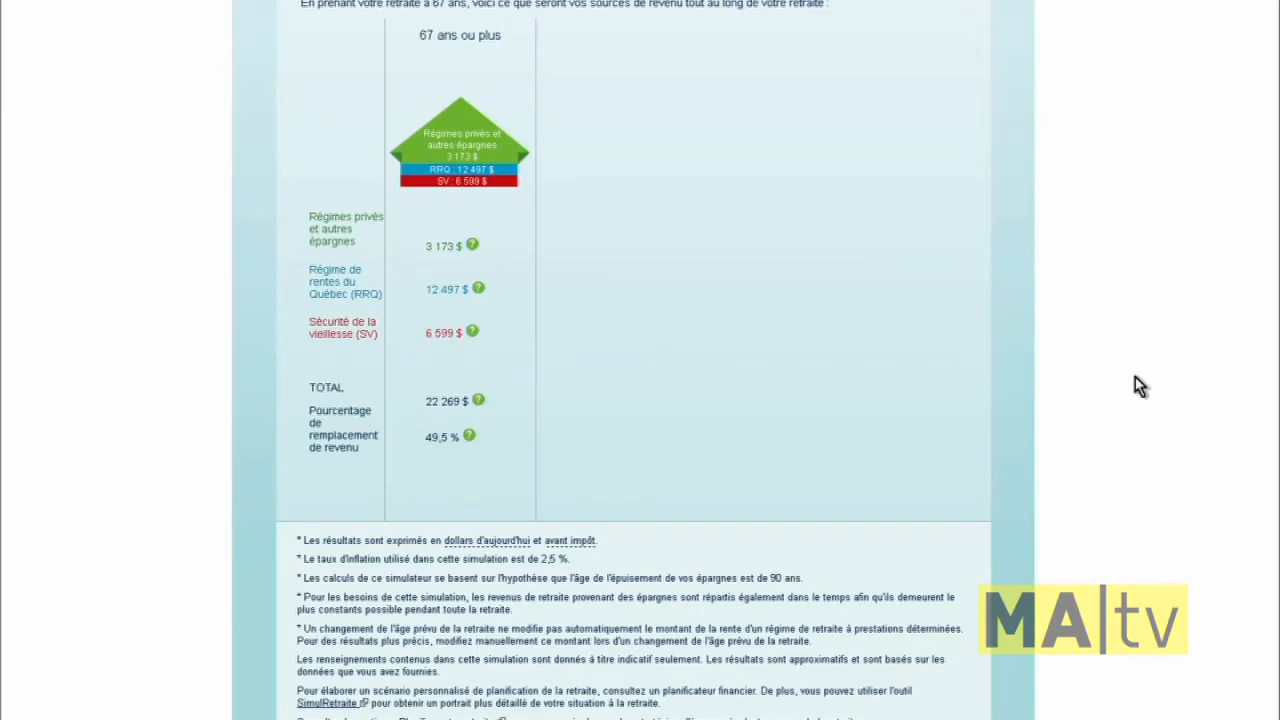 En prenant votre retraite à 67 ans, voici ce que seront vos sources de revenu tout au long de votre retraite :
67 ans ou plus
Régimes privés et
autres épargnes
3 173 $
RRQ : 12 497 $
SV : 6 599 $
Régimes privés
et autres
épargnes
3 173 $ ?
Régime de
rentes du
Québec (RRQ)
12 497 $ ?
Sécurité de la
vieillesse (SV)
6 599 $ ?
TOTAL
22 269 $ ?
Pourcentage
de
remplacement
de revenu
49,5 % ?
* Les résultats sont exprimés en dollars d'aujourd'hui et avant impôt.
* Le taux d'inflation utilisé dans cette simulation est de 2,5 %.
* Les calculs de ce simulateur se basent sur l'hypothèse que l'âge de l'épuisement de vos épargnes est de 90 ans.
* Pour les besoins de cette simulation, les revenus de retraite provenant des épargnes sont répartis également dans le temps afin qu'ils demeurent le
plus constants possible pendant toute la retraite.
* Un changement de l'âge prévu de la retraite ne modifie pas automatiquement le montant de la rente d'un régime de retraite à prestations déterminées.
Pour des résultats plus précis, modifiez manuellement ce montant lors d'un changement de l'âge prévu de la retraite.
Les renseignements contenus dans cette simulation sont donnés à titre indicatif seulement. Les résultats sont approximatifs et sont basés sur les
données que vous avez fournies.
Pour élaborer un scénario personnalisé de planification de la retraite, consultez un planificateur financier. De plus, vous pouvez utiliser l'outil
SimulRetraite pour obtenir un portrait plus détaillé de votre situation à la retraite.
MA|tv